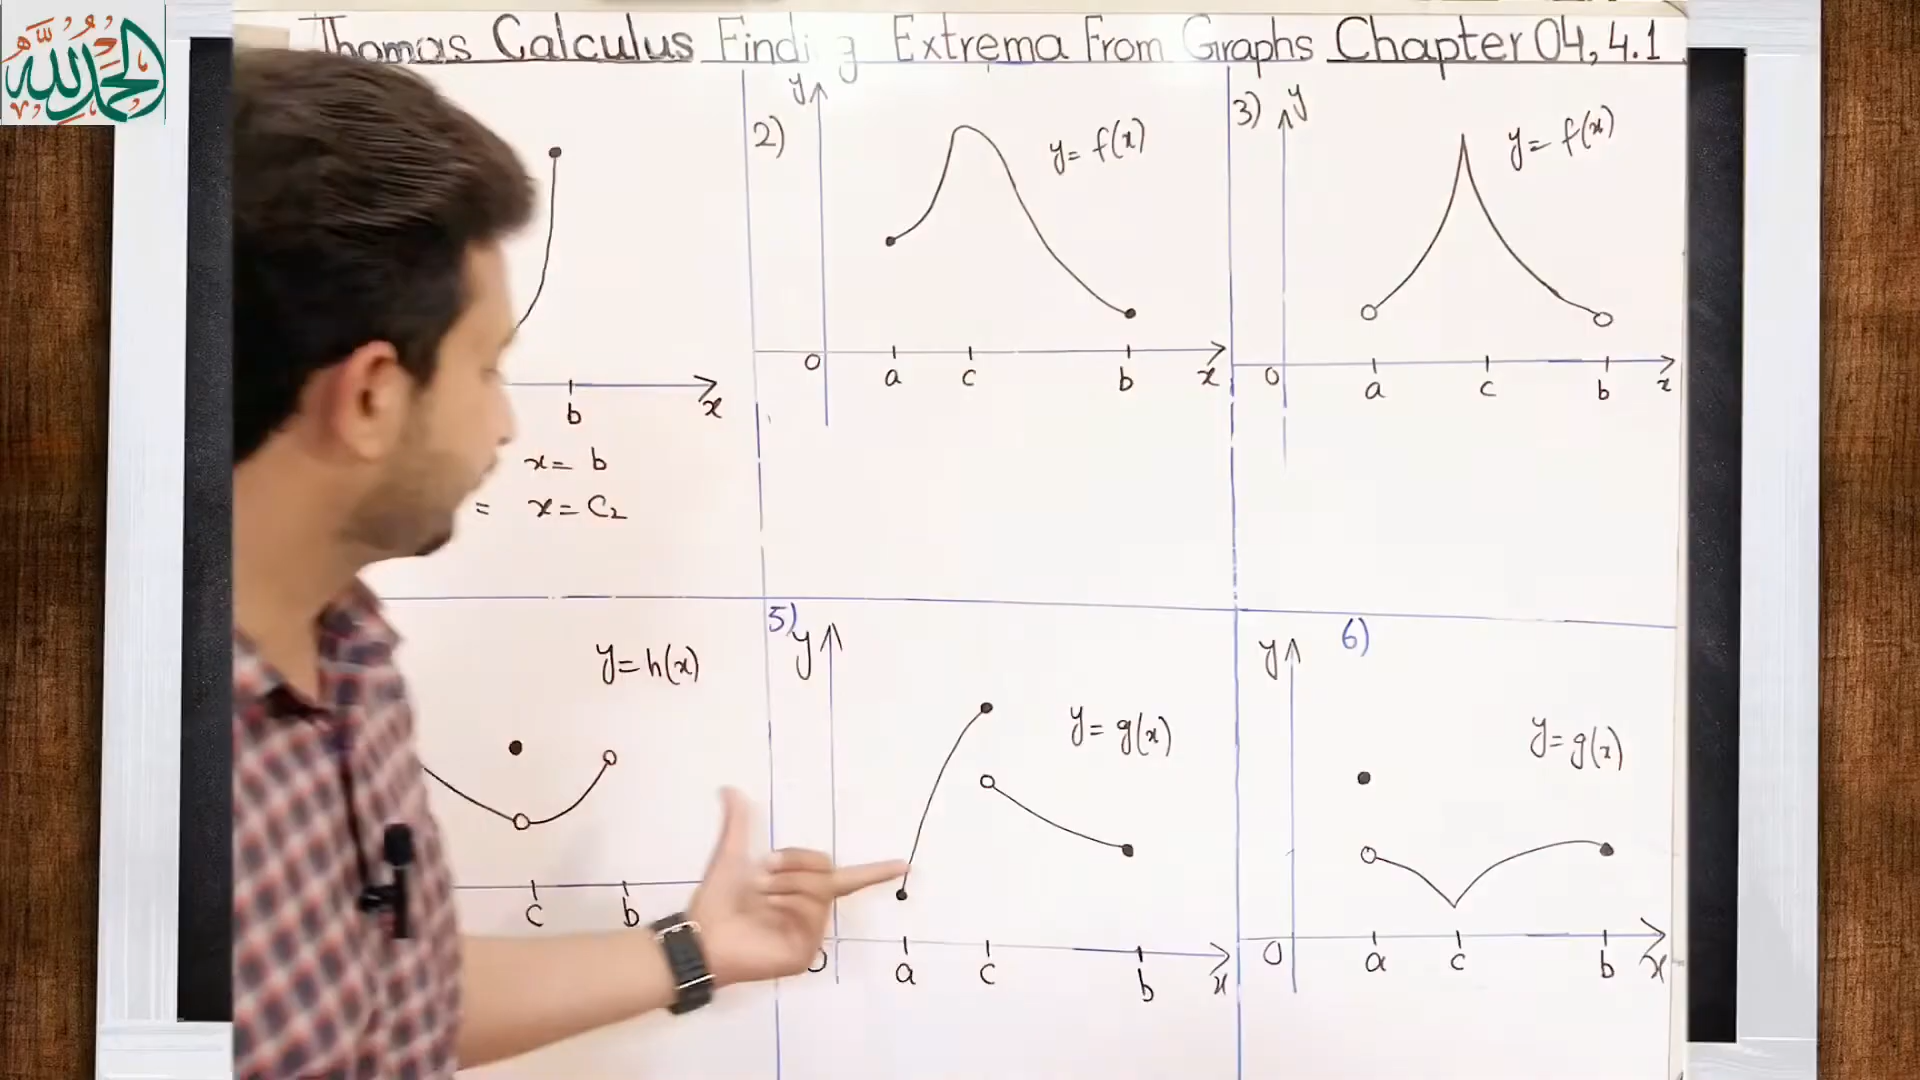 الحمد لله
Thomas Calculus Finding Extrema From Graphs Chapter 04, 4.1
b
x
x= b
= x= C₂
2)
y
y= f(x)
0
a
c
b
x
3)
y
y= f(x)
0
a
c
b
x
y=h(x)
c
b
5)
y
y= g(x)
a
c
b
x
6)
y
y=g(x)
0
a
c
b
x